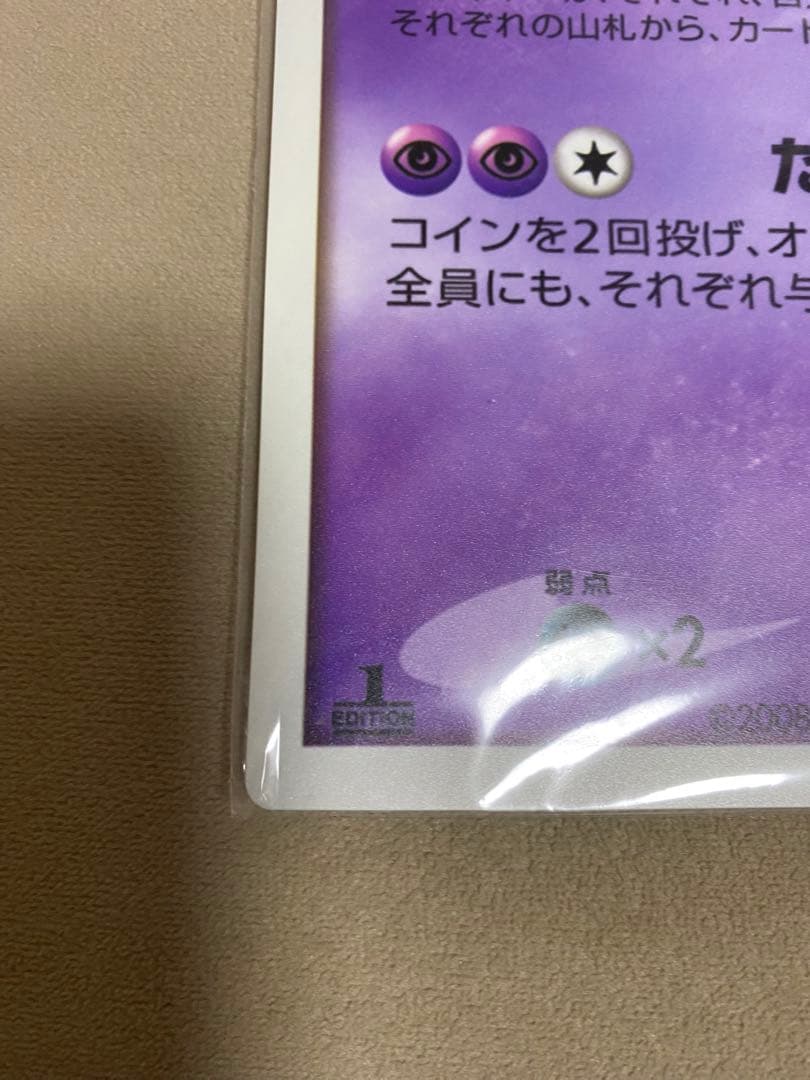 それぞれの山札から、カード
た
コインを2回投げ、オ
全員にも、それぞれ与
弱点
×2
1
EDITION
©200